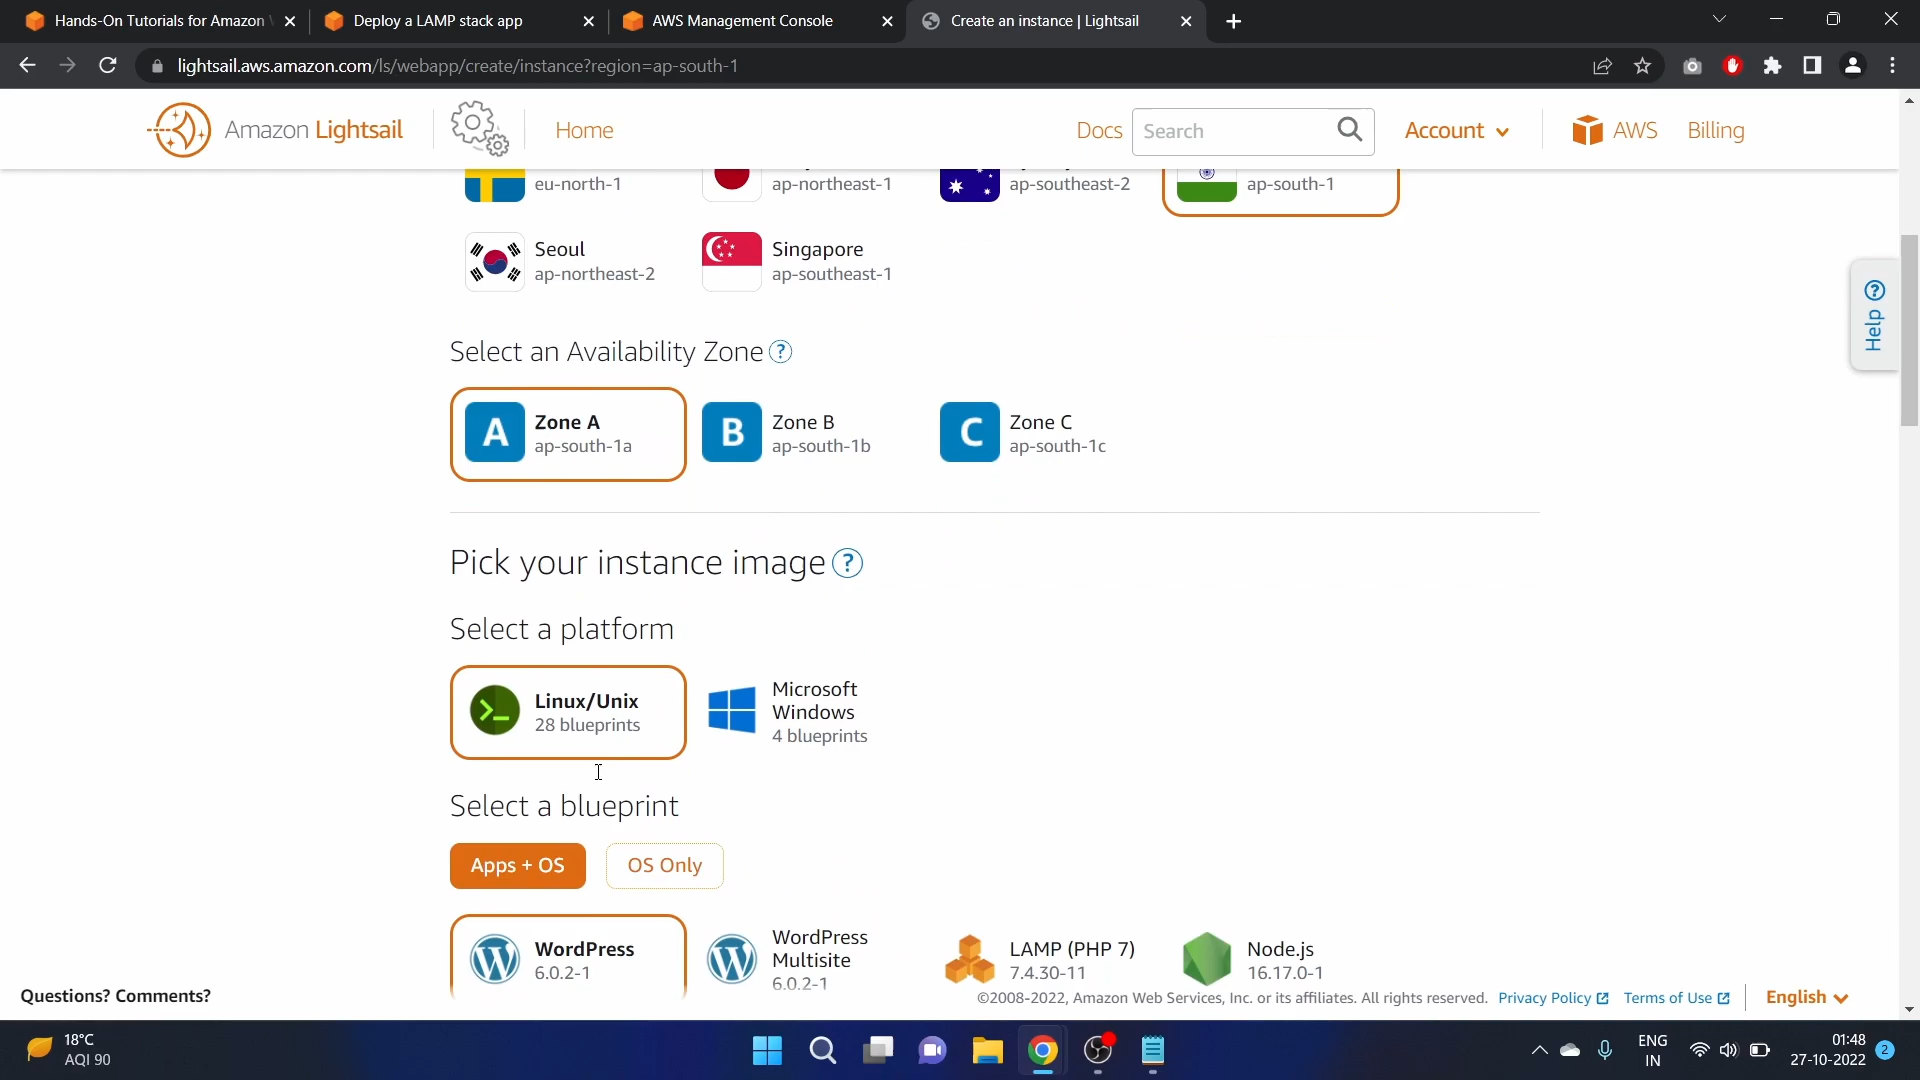 Hands-On Tutorials for Amazon
Deploy a LAMP stack app
AWS Management Console
Create an instance | Lightsail
lightsail.aws.amazon.com/ls/webapp/create/instance?region=ap-south-1
Amazon Lightsail
Home
Docs
Search
Account
AWS
Billing
eu-north-1
ap-northeast-1
ap-southeast-2
ap-south-1
Seoul
ap-northeast-2
Singapore
ap-southeast-1
Help ?
Select an Availability Zone ?
A
Zone A
ap-south-1a
B
Zone B
ap-south-1b
C
Zone C
ap-south-1c
Pick your instance image ?
Select a platform
Linux/Unix
28 blueprints
Microsoft
Windows
4 blueprints
Select a blueprint
Apps + OS
OS Only
WordPress
6.0.2-1
WordPress
Multisite
6.0.2-1
LAMP (PHP 7)
7.4.30-11
Node.js
16.17.0-1
Questions? Comments?
©2008-2022, Amazon Web Services, Inc. or its affiliates. All rights reserved.
Privacy Policy
Terms of Use
English
18°C
AQI 90
ENG
IN
01:48
27-10-2022
2